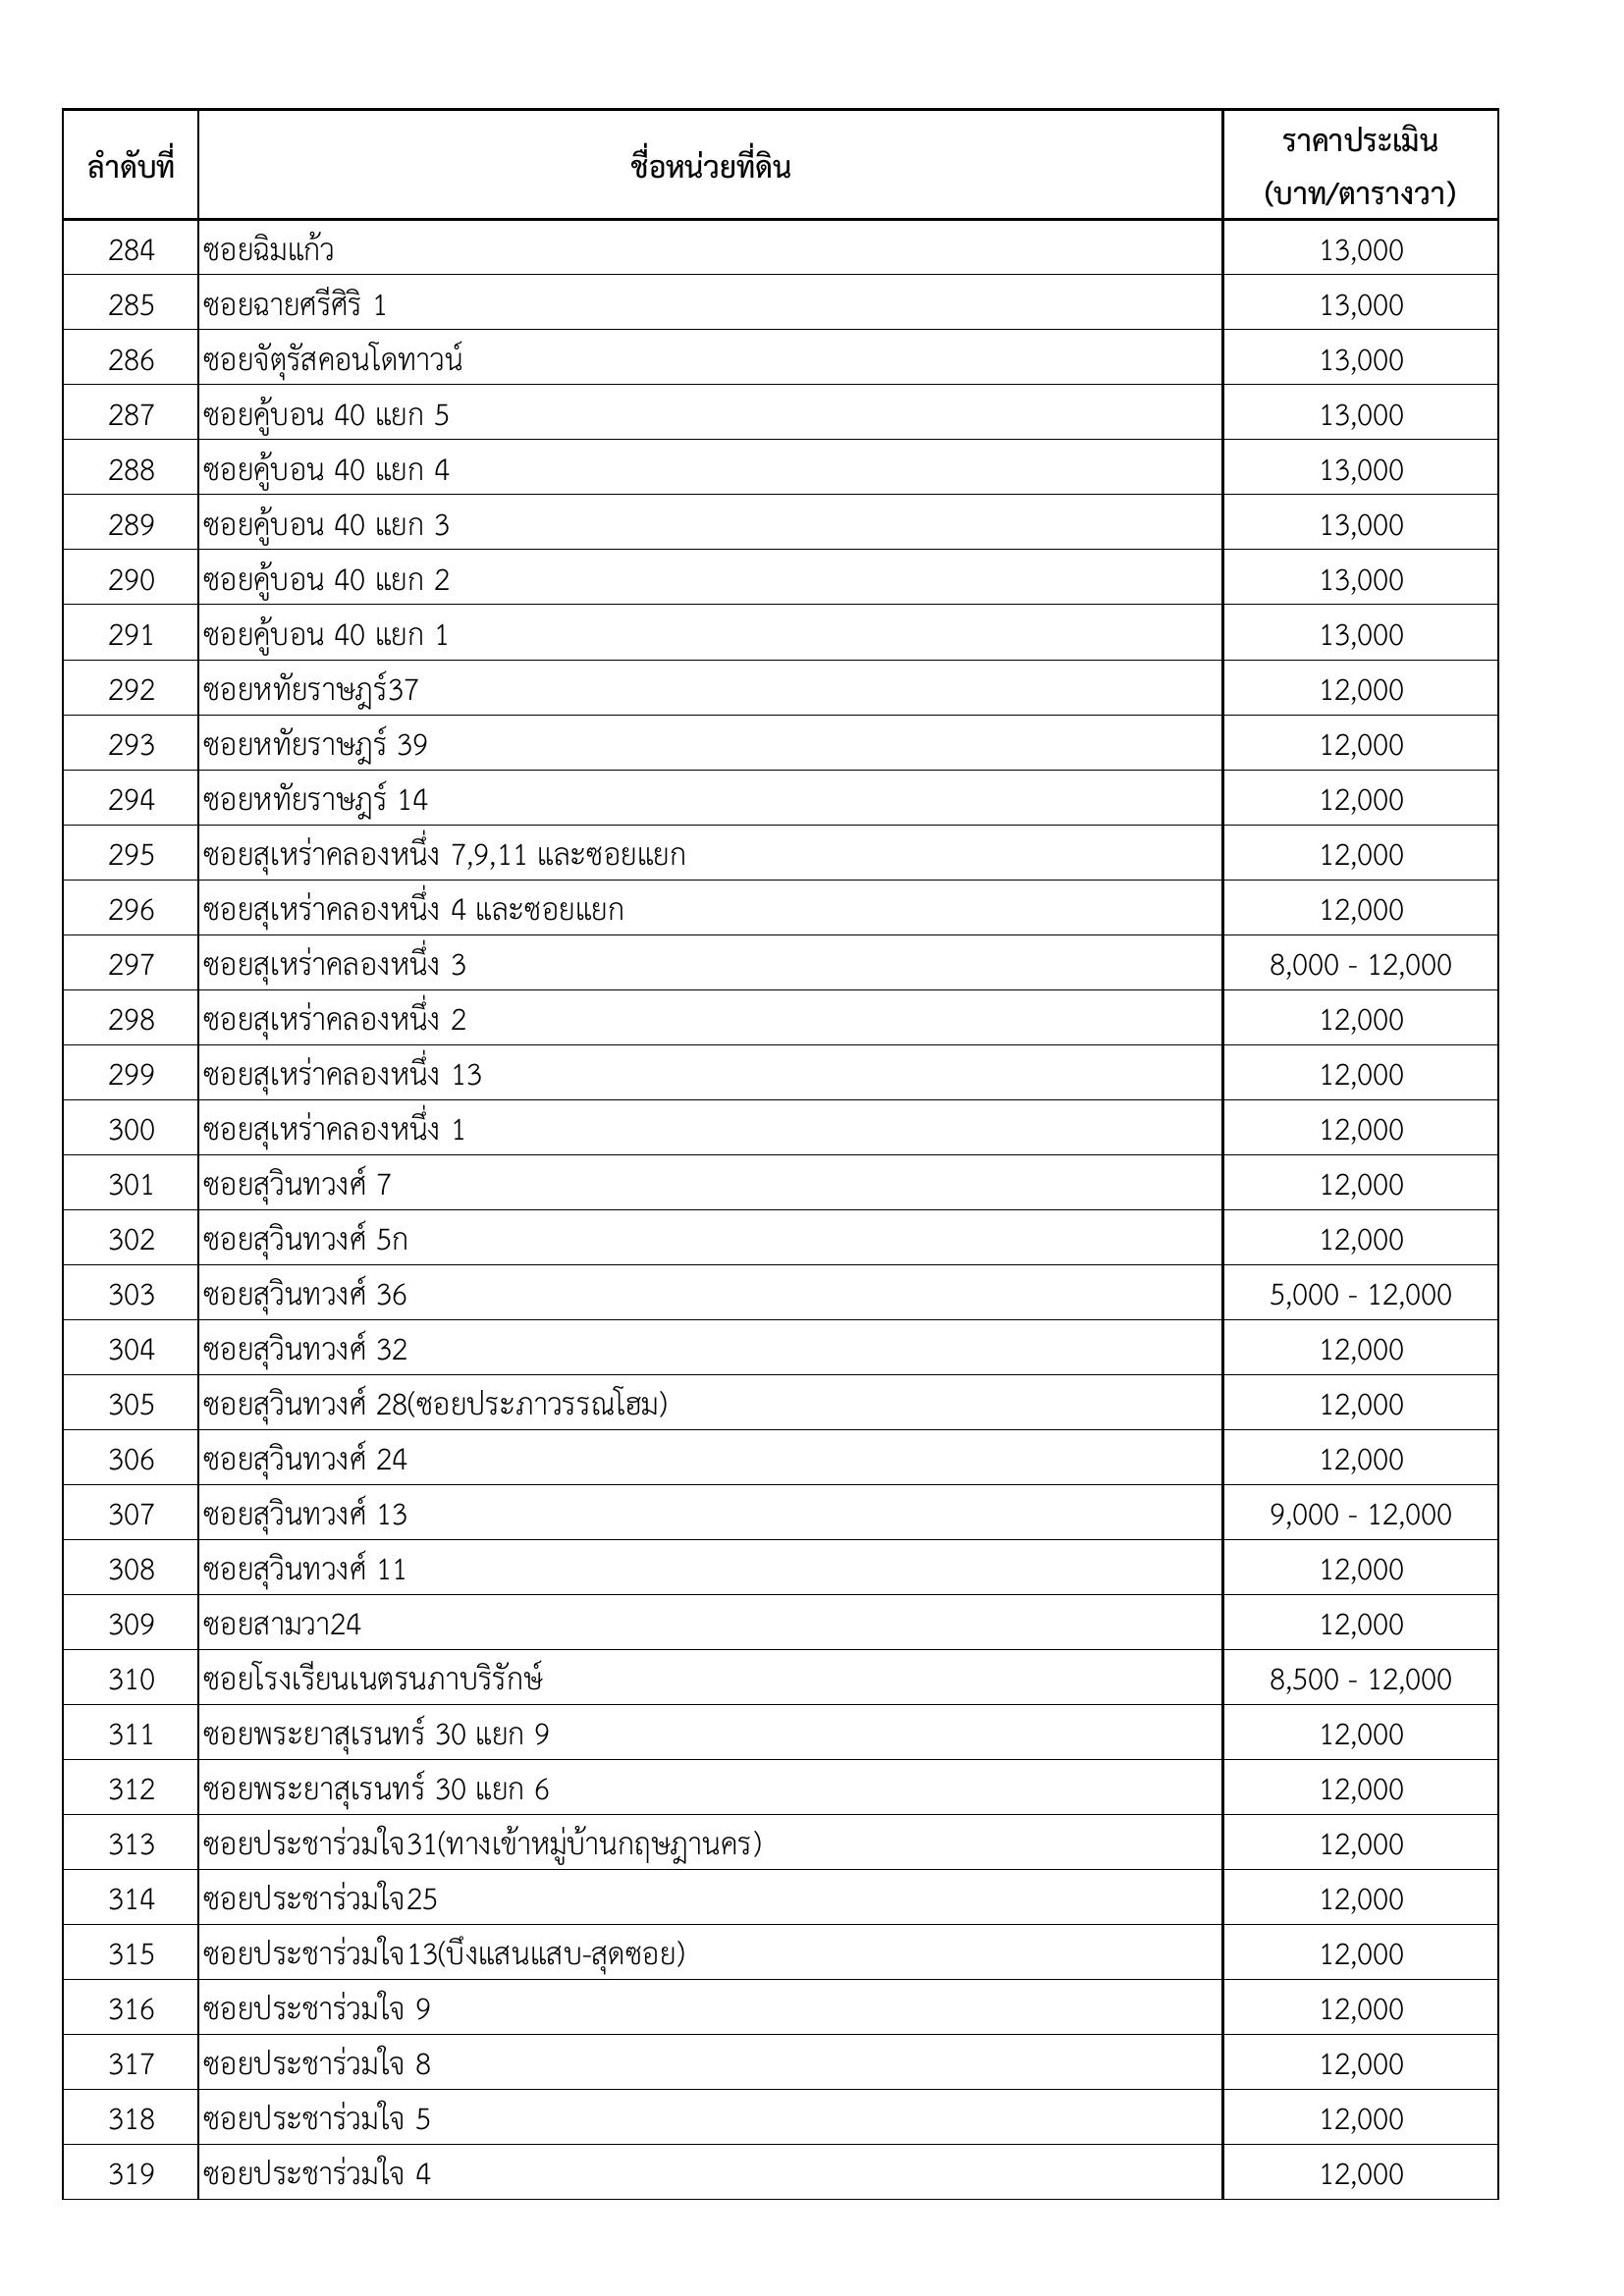 ลำดับที่ ชื่อหน่วยที่ดิน ราคาประเมิน
(บาท/ตารางวา)
284 ซอยฉิมแก้ว 13,000
285 ซอยฉายศรีศิริ 1 13,000
286 ซอยจัตุรัสคอนโดทาวน์ 13,000
287 ซอยคู้บอน 40 แยก 5 13,000
288 ซอยคู้บอน 40 แยก 4 13,000
289 ซอยคู้บอน 40 แยก 3 13,000
290 ซอยคู้บอน 40 แยก 2 13,000
291 ซอยคู้บอน 40 แยก 1 13,000
292 ซอยหทัยราษฎร์37 12,000
293 ซอยหทัยราษฎร์ 39 12,000
294 ซอยหทัยราษฎร์ 14 12,000
295 ซอยสุเหร่าคลองหนึ่ง 7,9,11 และซอยแยก 12,000
296 ซอยสุเหร่าคลองหนึ่ง 4 และซอยแยก 12,000
297 ซอยสุเหร่าคลองหนึ่ง 3 8,000 - 12,000
298 ซอยสุเหร่าคลองหนึ่ง 2 12,000
299 ซอยสุเหร่าคลองหนึ่ง 13 12,000
300 ซอยสุเหร่าคลองหนึ่ง 1 12,000
301 ซอยสุวินทวงศ์ 7 12,000
302 ซอยสุวินทวงศ์ 5ก 12,000
303 ซอยสุวินทวงศ์ 36 5,000 - 12,000
304 ซอยสุวินทวงศ์ 32 12,000
305 ซอยสุวินทวงศ์ 28(ซอยประภาวรรณโฮม) 12,000
306 ซอยสุวินทวงศ์ 24 12,000
307 ซอยสุวินทวงศ์ 13 9,000 - 12,000
308 ซอยสุวินทวงศ์ 11 12,000
309 ซอยสามวา24 12,000
310 ซอยโรงเรียนเนตรนภาบริรักษ์ 8,500 - 12,000
311 ซอยพระยาสุเรนทร์ 30 แยก 9 12,000
312 ซอยพระยาสุเรนทร์ 30 แยก 6 12,000
313 ซอยประชาร่วมใจ31(ทางเข้าหมู่บ้านกฤษฎานคร) 12,000
314 ซอยประชาร่วมใจ25 12,000
315 ซอยประชาร่วมใจ13(บึงแสนแสบ-สุดซอย) 12,000
316 ซอยประชาร่วมใจ 9 12,000
317 ซอยประชาร่วมใจ 8 12,000
318 ซอยประชาร่วมใจ 5 12,000
319 ซอยประชาร่วมใจ 4 12,000